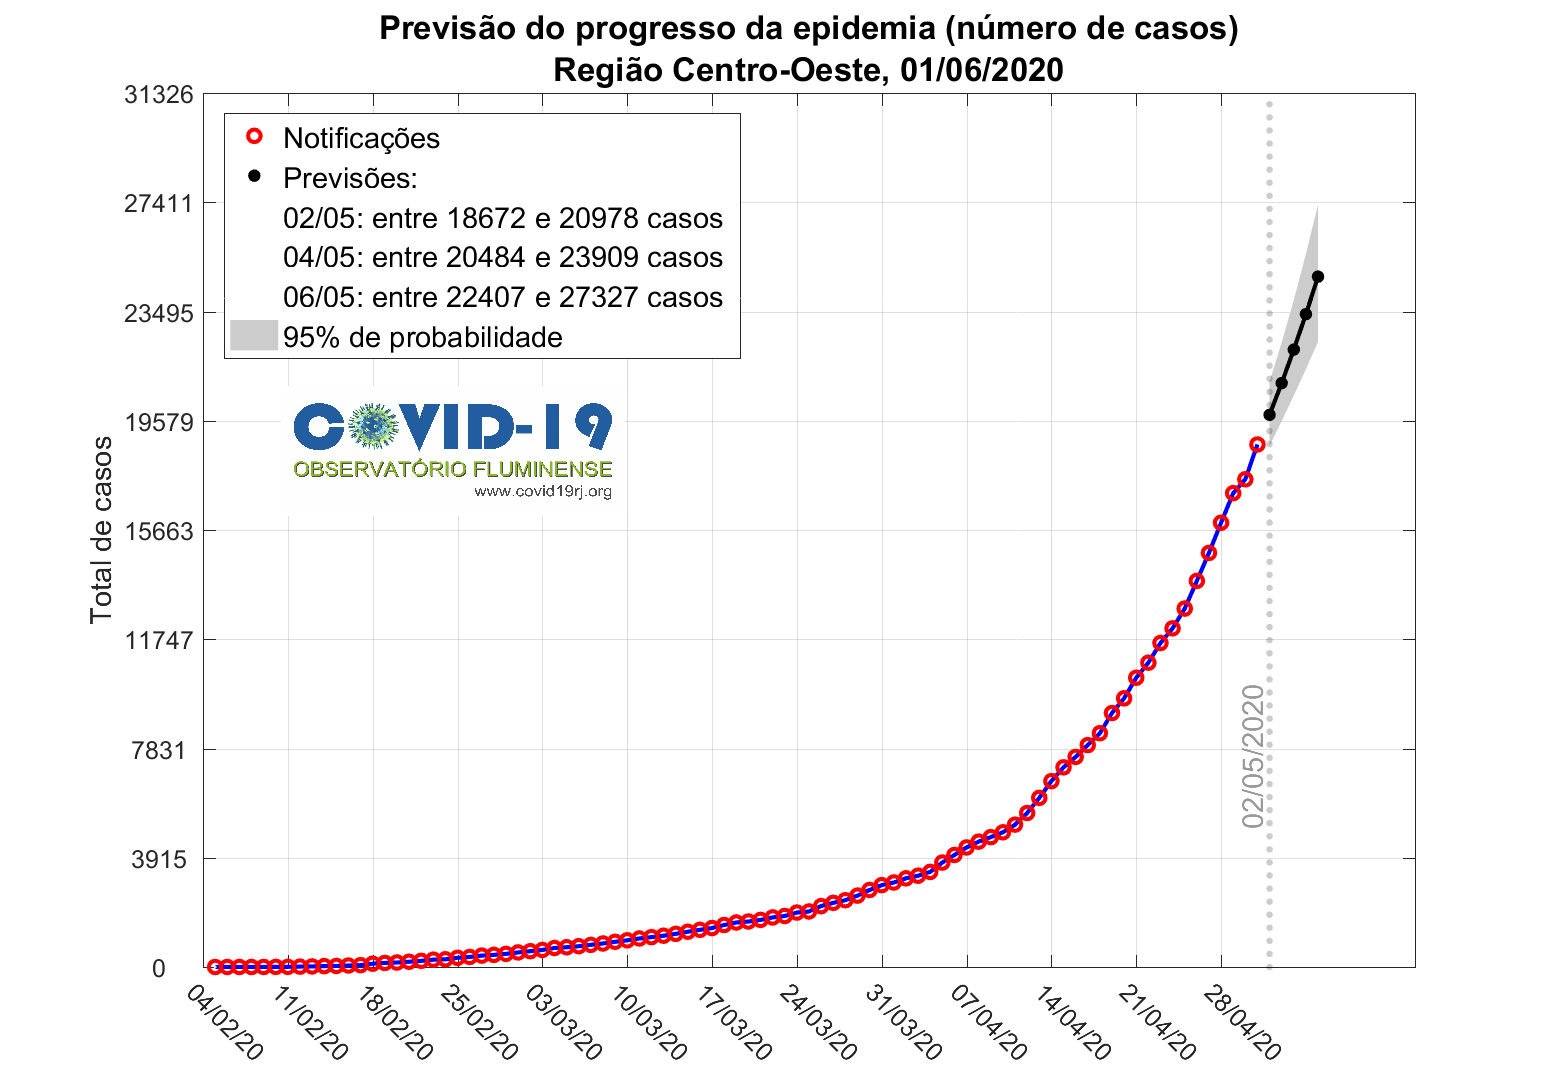 Previsão do progresso da epidemia (número de casos)
Região Centro-Oeste, 01/06/2020
31326
27411
23495
19579
15663
11747
7831
3915
0
Total de casos
Notificações
Previsões:
02/05: entre 18672 e 20978 casos
04/05: entre 20484 e 23909 casos
06/05: entre 22407 e 27327 casos
95% de probabilidade
COVID-19
OBSERVATÓRIO FLUMINENSE
www.covid19rj.org
02/05/2020
04/02/20
11/02/20
18/02/20
25/02/20
03/03/20
10/03/20
17/03/20
24/03/20
31/03/20
07/04/20
14/04/20
21/04/20
28/04/20